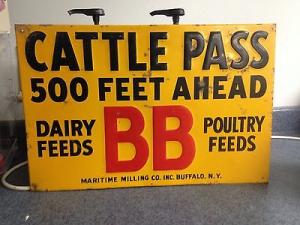 CATTLE PASS
500 FEET AHEAD
DAIRY FEEDS
BB
POULTRY FEEDS
MARITIME MILLING CO. INC. BUFFALO, N.Y.